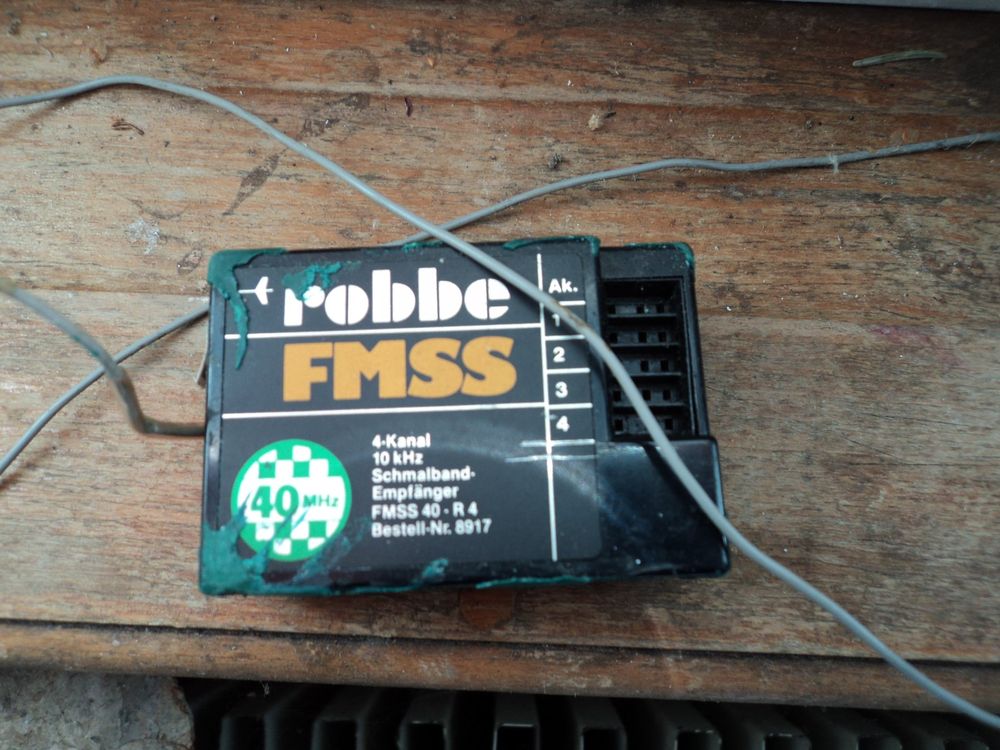 robbe
FMSS
Ak.
1
2
3
4
40 MHz
4-Kanal
10 kHz
Schmalband-
Empfänger
FMSS 40 - R 4
Bestell-Nr. 8917